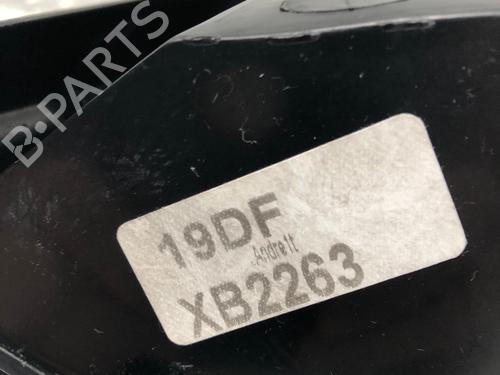 B-PARTS
19DF
Andrett
XB2263